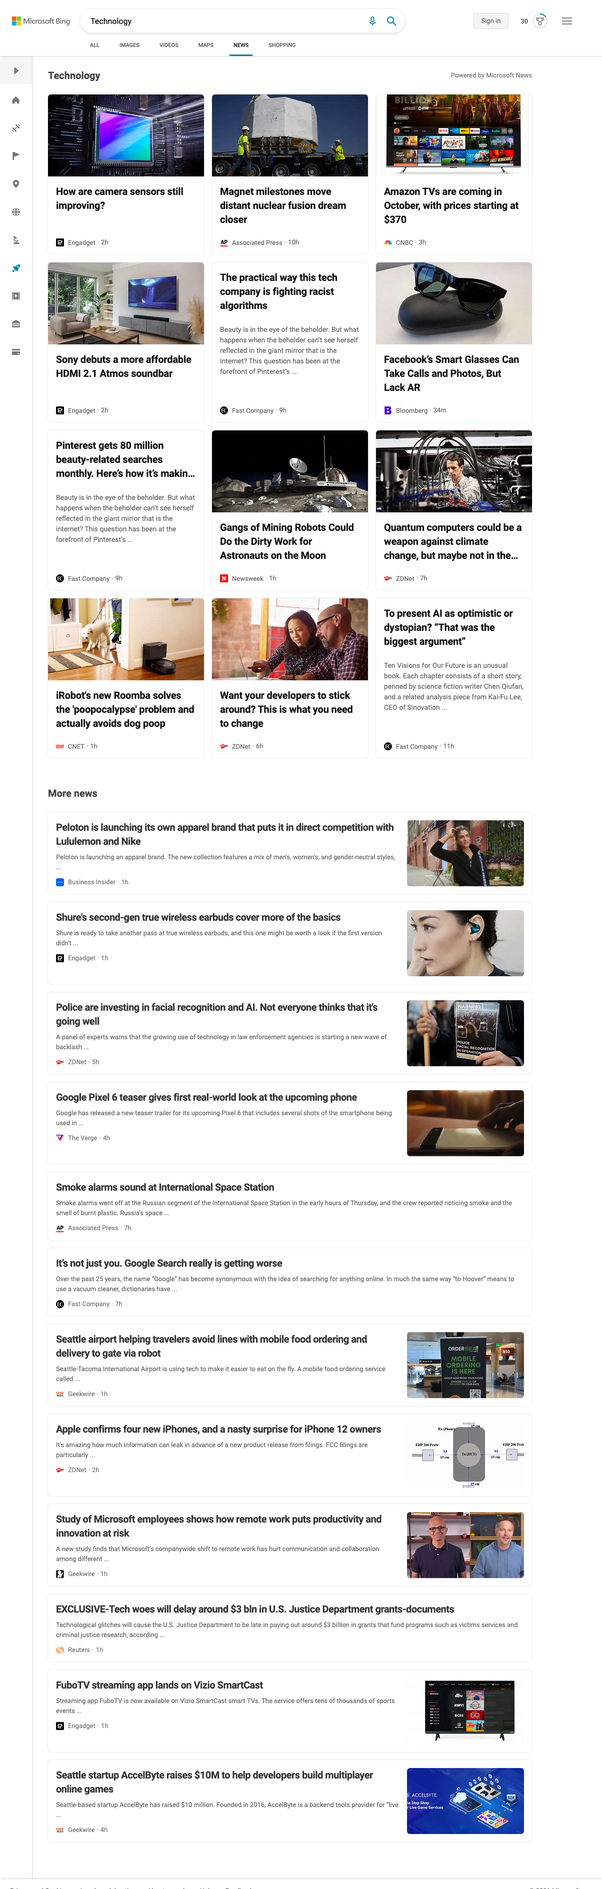 Microsoft Bing
Technology
Sign in
30
ALL
IMAGES
VIDEOS
MAPS
NEWS
SHOPPING
Technology
Powered by Microsoft News
How are camera sensors still
improving?
Engadget · 2h
Magnet milestones move
distant nuclear fusion dream
closer
AP
Associated Press · 10h
Amazon TVs are coming in
October, with prices starting at
$370
CNBC · 3h
Sony debuts a more affordable
HDMI 2.1 Atmos soundbar
Engadget · 2h
The practical way this tech
company is fighting racist
algorithms
Beauty is in the eye of the beholder. But what
happens when the beholder can't see herself
reflected in the giant mirror that is the
internet? This question has been at the
forefront of Pinterest's ...
Fast Company · 9h
Facebook's Smart Glasses Can
Take Calls and Photos, But
Lack AR
B
Bloomberg · 34m
Pinterest gets 80 million
beauty-related searches
monthly. Here's how it's makin...
Beauty is in the eye of the beholder. But what
happens when the beholder can't see herself
reflected in the giant mirror that is the
internet? This question has been at the
forefront of Pinterest's ...
Fast Company · 9h
Gangs of Mining Robots Could
Do the Dirty Work for
Astronauts on the Moon
N
Newsweek · 1h
Quantum computers could be a
weapon against climate
change, but maybe not in the...
ZDNet · 7h
iRobot's new Roomba solves
the 'poopocalypse' problem and
actually avoids dog poop
CNET · 1h
Want your developers to stick
around? This is what you need
to change
ZDNet · 6h
To present AI as optimistic or
dystopian? "That was the
biggest argument"
Ten Visions for Our Future is an unusual
book. Each chapter consists of a short story,
penned by science fiction writer Chen Qiufan,
and a related analysis piece from Kai-Fu Lee,
CEO of Sinovation ...
Fast Company · 11h
More news
Peloton is launching its own apparel brand that puts it in direct competition with
Lululemon and Nike
Peloton is launching an apparel brand. The new collection features a mix of men's, women's, and gender-neutral styles,
...
Business Insider · 1h
Shure's second-gen true wireless earbuds cover more of the basics
Shure is ready to take another pass at true wireless earbuds, and this one might be worth a look if the first version
didn't ...
Engadget · 1h
Police are investing in facial recognition and AI. Not everyone thinks that it's
going well
A panel of experts warns that the growing use of technology in law enforcement agencies is starting a new wave of
backlash ...
ZDNet · 5h
WARNING
POLICE
FACIAL RECOGNITION
IN OPERATION
Google Pixel 6 teaser gives first real-world look at the upcoming phone
Google has released a new teaser trailer for its upcoming Pixel 6 that includes several shots of the smartphone being
used in ...
The Verge · 4h
Smoke alarms sound at International Space Station
Smoke alarms went off at the Russian segment of the International Space Station in the early hours of Thursday, and the crew reported noticing smoke and the
smell of burnt plastic. Russia's space ...
AP
Associated Press · 7h
It's not just you. Google Search really is getting worse
Over the past 25 years, the name "Google" has become synonymous with the idea of searching for anything online. In much the same way "to Hoover" means to
use a vacuum cleaner, dictionaries have ...
Fast Company · 7h
Seattle airport helping travelers avoid lines with mobile food ordering and
delivery to gate via robot
Seattle-Tacoma International Airport is using tech to make it easier to eat on the fly. A mobile food ordering service
called ...
Geekwire · 1h
MOBILE
ORDERING
IS HERE
N10
Apple confirms four new iPhones, and a nasty surprise for iPhone 12 owners
It's amazing how much information can leak in advance of a new product release from filings. FCC filings are
particularly ...
ZDNet · 2h
Study of Microsoft employees shows how remote work puts productivity and
innovation at risk
A new study finds that Microsoft's companywide shift to remote work has hurt communication and collaboration
among different ...
Geekwire · 1h
EXCLUSIVE-Tech woes will delay around $3 bln in U.S. Justice Department grants-documents
Technological glitches will cause the U.S. Justice Department to be late in paying out around $3 billion in grants that fund programs such as victims services and
criminal justice research, according ...
Reuters · 1h
FuboTV streaming app lands on Vizio SmartCast
Streaming app FuboTV is now available on Vizio SmartCast smart TVs. The service offers tens of thousands of sports
events ...
Engadget · 1h
Seattle startup AccelByte raises $10M to help developers build multiplayer
online games
Seattle-based startup AccelByte has raised $10 million. Founded in 2016, AccelByte is a backend tools provider for "live
...
Geekwire · 4h
ACCELBYTE